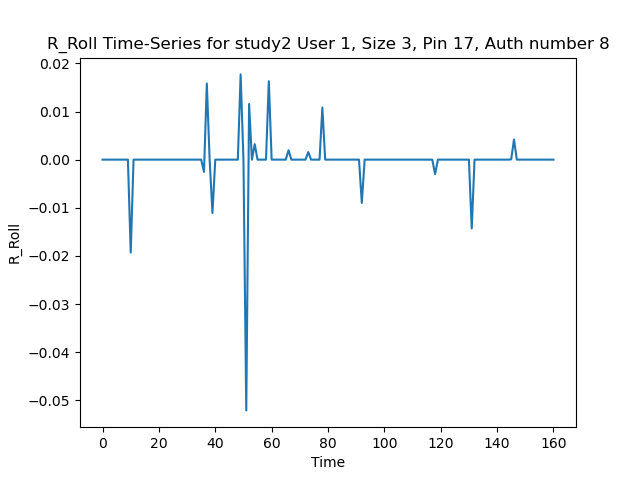 R_Roll Time-Series for study2 User 1, Size 3, Pin 17, Auth number 8
0.02
0.01
0.00
−0.01
−0.02
−0.03
−0.04
−0.05
R_Roll
0 20 40 60 80 100 120 140 160
Time